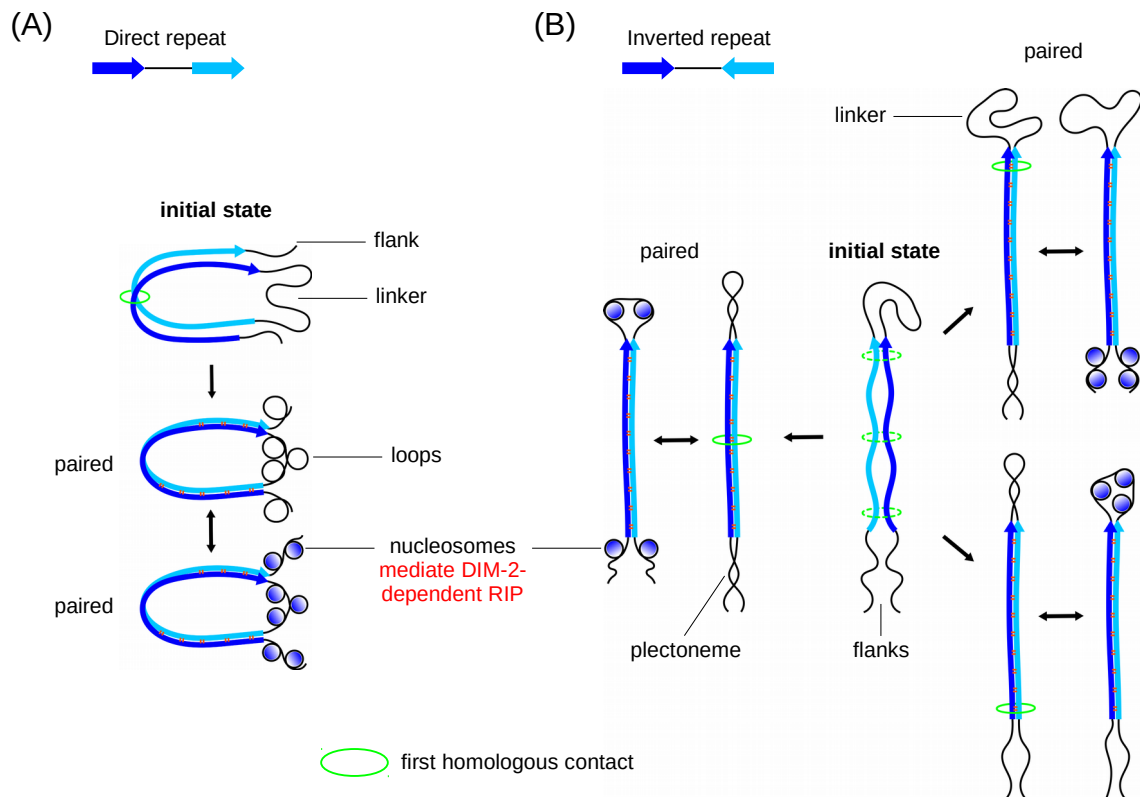 (A)
Direct repeat
initial state
flank
linker
paired
loops
paired
nucleosomes
mediate DIM-2-
dependent RIP
(B)
Inverted repeat
paired
linker
paired
initial state
plectoneme
flanks
first homologous contact